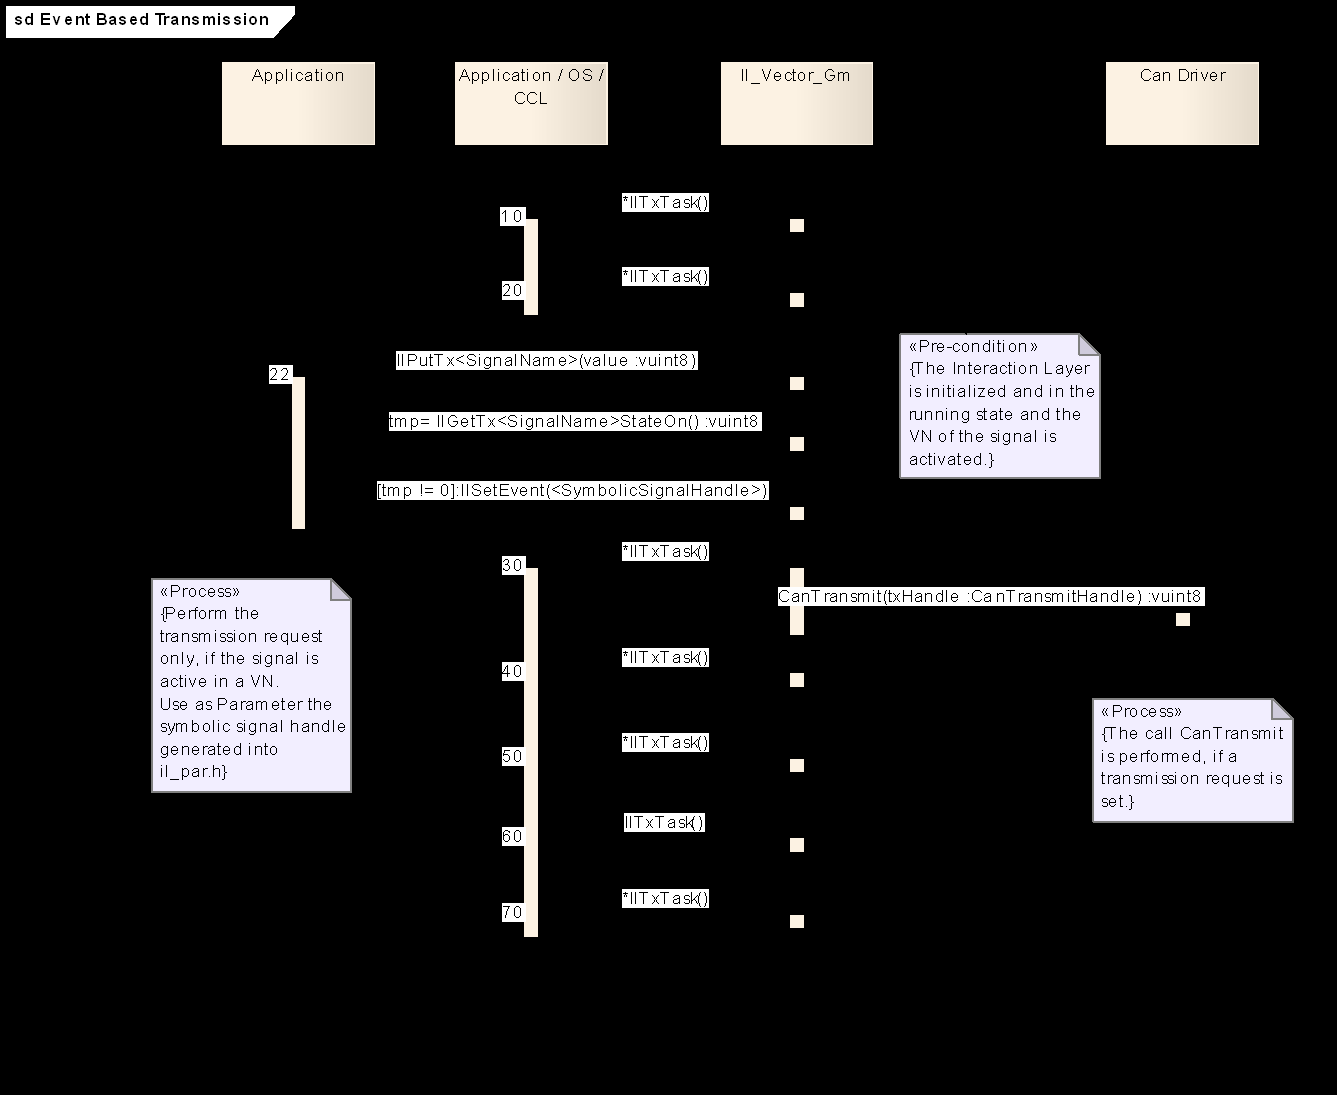 sd Event Based Transmission
Application
Application / OS /
CCL
Il_Vector_Gm
Can Driver
*IlTxTask()
10
*IlTxTask()
20
«Pre-condition»
{The Interaction Layer
is initialized and in the
running state and the
VN of the signal is
activated.}
IlPutTx<SignalName>(value :vuint8)
22
tmp= IlGetTx<SignalName>StateOn() :vuint8
[tmp != 0]:IlSetEvent(<SymbolicSignalHandle>)
*IlTxTask()
30
CanTransmit(txHandle :CanTransmitHandle) :vuint8
«Process»
{Perform the
transmission request
only, if the signal is
active in a VN.
Use as Parameter the
symbolic signal handle
generated into
il_par.h}
*IlTxTask()
40
«Process»
{The call CanTransmit
is performed, if a
transmission request is
set.}
*IlTxTask()
50
IlTxTask()
60
*IlTxTask()
70